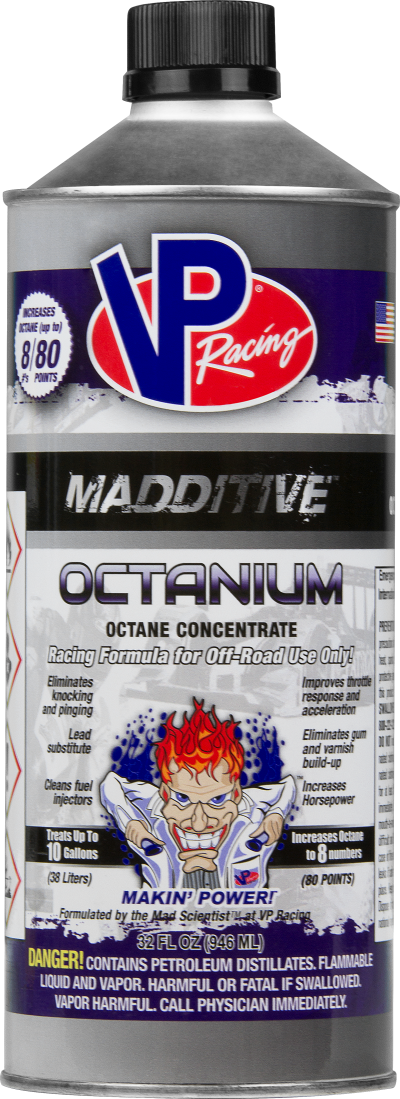 VP
Racing
®
INCREASES
OCTANE (up to)
8/80
#'s POINTS
MADDITIVE™
OCTANIUM
OCTANE CONCENTRATE
Racing Formula for Off-Road Use Only!
Eliminates
knocking
and pinging
Lead
substitute
Cleans fuel
injectors
Improves throttle
response and
acceleration
Eliminates gum
and varnish
build-up
Increases
Horsepower
Treats Up To
10 Gallons
(38 Liters)
Increases Octane
to 8 numbers
(80 POINTS)
VP
™
MAKIN' POWER!
Formulated by the Mad Scientist™ at VP Racing
32 FL OZ (946 ML)
DANGER! CONTAINS PETROLEUM DISTILLATES. FLAMMABLE
LIQUID AND VAPOR. HARMFUL OR FATAL IF SWALLOWED.
VAPOR HARMFUL. CALL PHYSICIAN IMMEDIATELY.